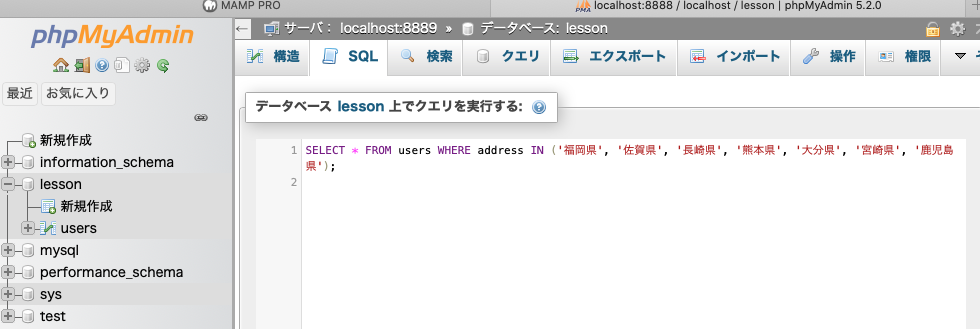 MAMP PRO
localhost:8888 / localhost / lesson | phpMyAdmin 5.2.0
phpMyAdmin
サーバ： localhost:8889 » データベース: lesson
構造 SQL 検索 クエリ エクスポート インポート 操作 権限
最近 お気に入り
データベース lesson 上でクエリを実行する:
新規作成
information_schema
lesson
新規作成
users
mysql
performance_schema
sys
test
1 SELECT * FROM users WHERE address IN ('福岡県', '佐賀県', '長崎県', '熊本県', '大分県', '宮崎県', '鹿児島
県');
2